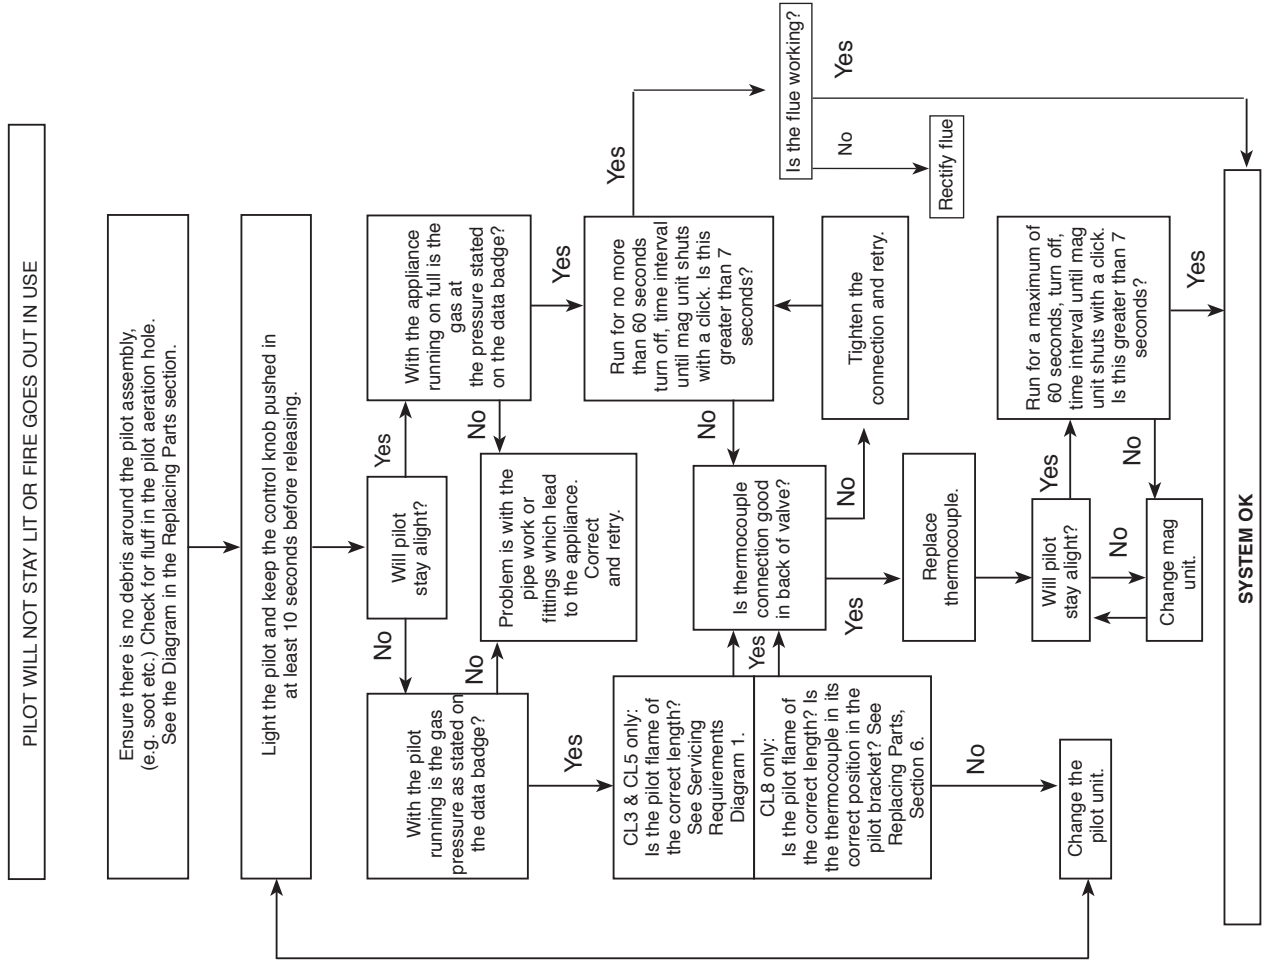 PILOT WILL NOT STAY LIT OR FIRE GOES OUT IN USE
Ensure there is no debris around the pilot assembly,
(e.g. soot etc.) Check for fluff in the pilot aeration hole.
See the Diagram in the Replacing Parts section.
Light the pilot and keep the control knob pushed in
at least 10 seconds before releasing.
No
Will pilot
stay alight?
Yes
With the pilot
running is the gas
pressure as stated on
the data badge?
No
Problem is with the
pipe work or
fittings which lead
to the appliance.
Correct
and retry.
No
With the appliance
running on full is the
gas at
the pressure stated
on the data badge?
Yes
Yes
CL3 & CL5 only:
Is the pilot flame of
the correct length?
See Servicing
Requirements
Diagram 1.
CL8 only:
Is the pilot flame of
the correct length? Is
the thermocouple in its
correct position in the
pilot bracket? See
Replacing Parts,
Section 6.
Yes
Is thermocouple
connection good
in back of valve?
No
Run for no more
than 60 seconds
turn off, time interval
until mag unit shuts
with a click. Is this
greater than 7
seconds?
Yes
Is the flue working?
No
Yes
Rectify flue
Yes
No
Tighten the
connection and retry.
No
Change the
pilot unit.
Replace
thermocouple.
Will pilot
stay alight?
Yes
No
Change mag
unit.
No
Run for a maximum of
60 seconds, turn off,
time interval until mag
unit shuts with a click.
Is this greater than 7
seconds?
Yes
SYSTEM OK